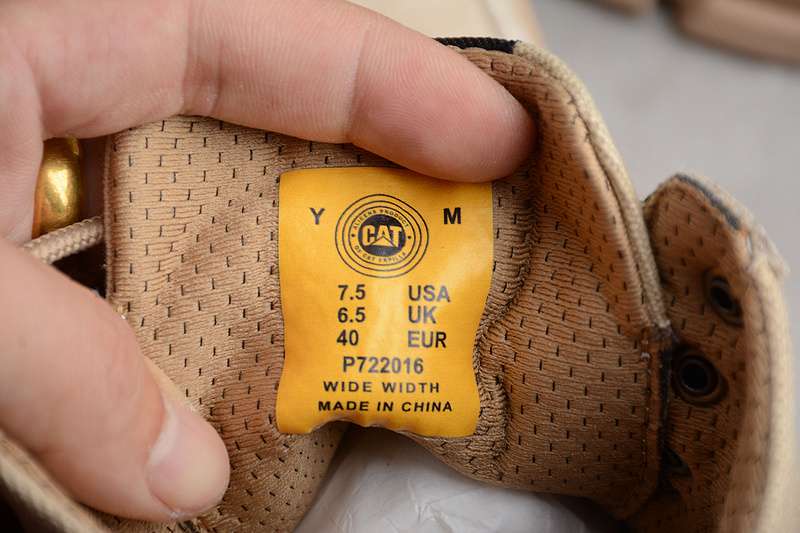 Y M
CAT
7.5 USA
6.5 UK
40 EUR
P722016
WIDE WIDTH
MADE IN CHINA